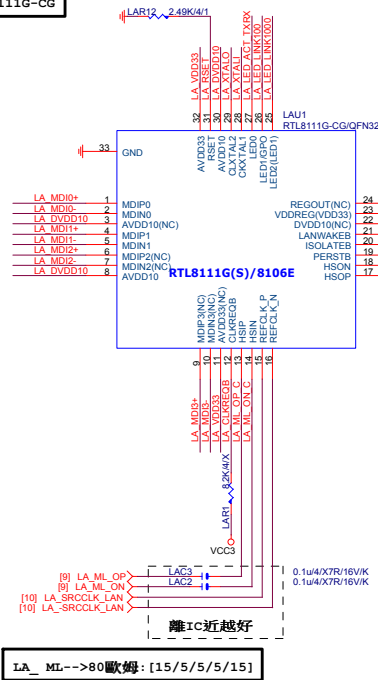 111G-CG
LAR12 2.49K/4/1
LA_VDD33
LA_RSET
LA_DVDD10
LA_XTALO
LA_XTALI
LA_LED_ACT_TXRX
LA_LED_LINK100
LA_LED_LINK1000
32
31
30
29
28
27
26
25
LAU1
RTL8111G-CG/QFN32
AVDD33
RSET
AVDD10
CLXTAL2
CKXTAL1
LED0
LED1/GPO
LED2(LED1)
33 GND
LA_MDI0+ 1 MDIP0
LA_MDI0- 2 MDIN0
LA_DVDD10 3 AVDD10(NC)
LA_MDI1+ 4 MDIP1
LA_MDI1- 5 MDIN1
LA_MDI2+ 6 MDIP2(NC)
LA_MDI2- 7 MDIN2(NC)
LA_DVDD10 8 AVDD10
REGOUT(NC) 24
VDDREG(VDD33) 23
DVDD10(NC) 22
LANWAKEB 21
ISOLATEB 20
PERSTB 19
HSON 18
HSOP 17
RTL8111G(S)/8106E
MDIP3(NC)
MDIN3(NC)
AVDD33(NC)
CLKREQB
HSIP
HSIN
REFCLK_P
REFCLK_N
9
10
11
12
13
14
15
16
LA_MDI3+
LA_MDI3-
LA_VDD33
LA_CLKREQB
LA_ML_OP_C
LA_ML_ON_C
8.2K/4/X
LAR1
VCC3
[9] LA_ML_OP LAC3 0.1u/4/X7R/16V/K
[9] LA_ML_ON LAC2 0.1u/4/X7R/16V/K
[10] LA_SRCCLK_LAN
[10] LA_-SRCCLK_LAN
離IC近越好
LA_ ML-->80歐姆:[15/5/5/5/15]